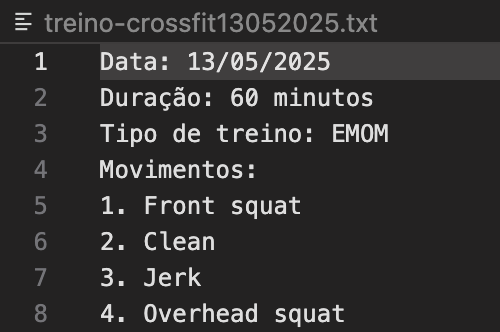 treino-crossfit13052025.txt
1 Data: 13/05/2025
2 Duração: 60 minutos
3 Tipo de treino: EMOM
4 Movimentos:
5 1. Front squat
6 2. Clean
7 3. Jerk
8 4. Overhead squat